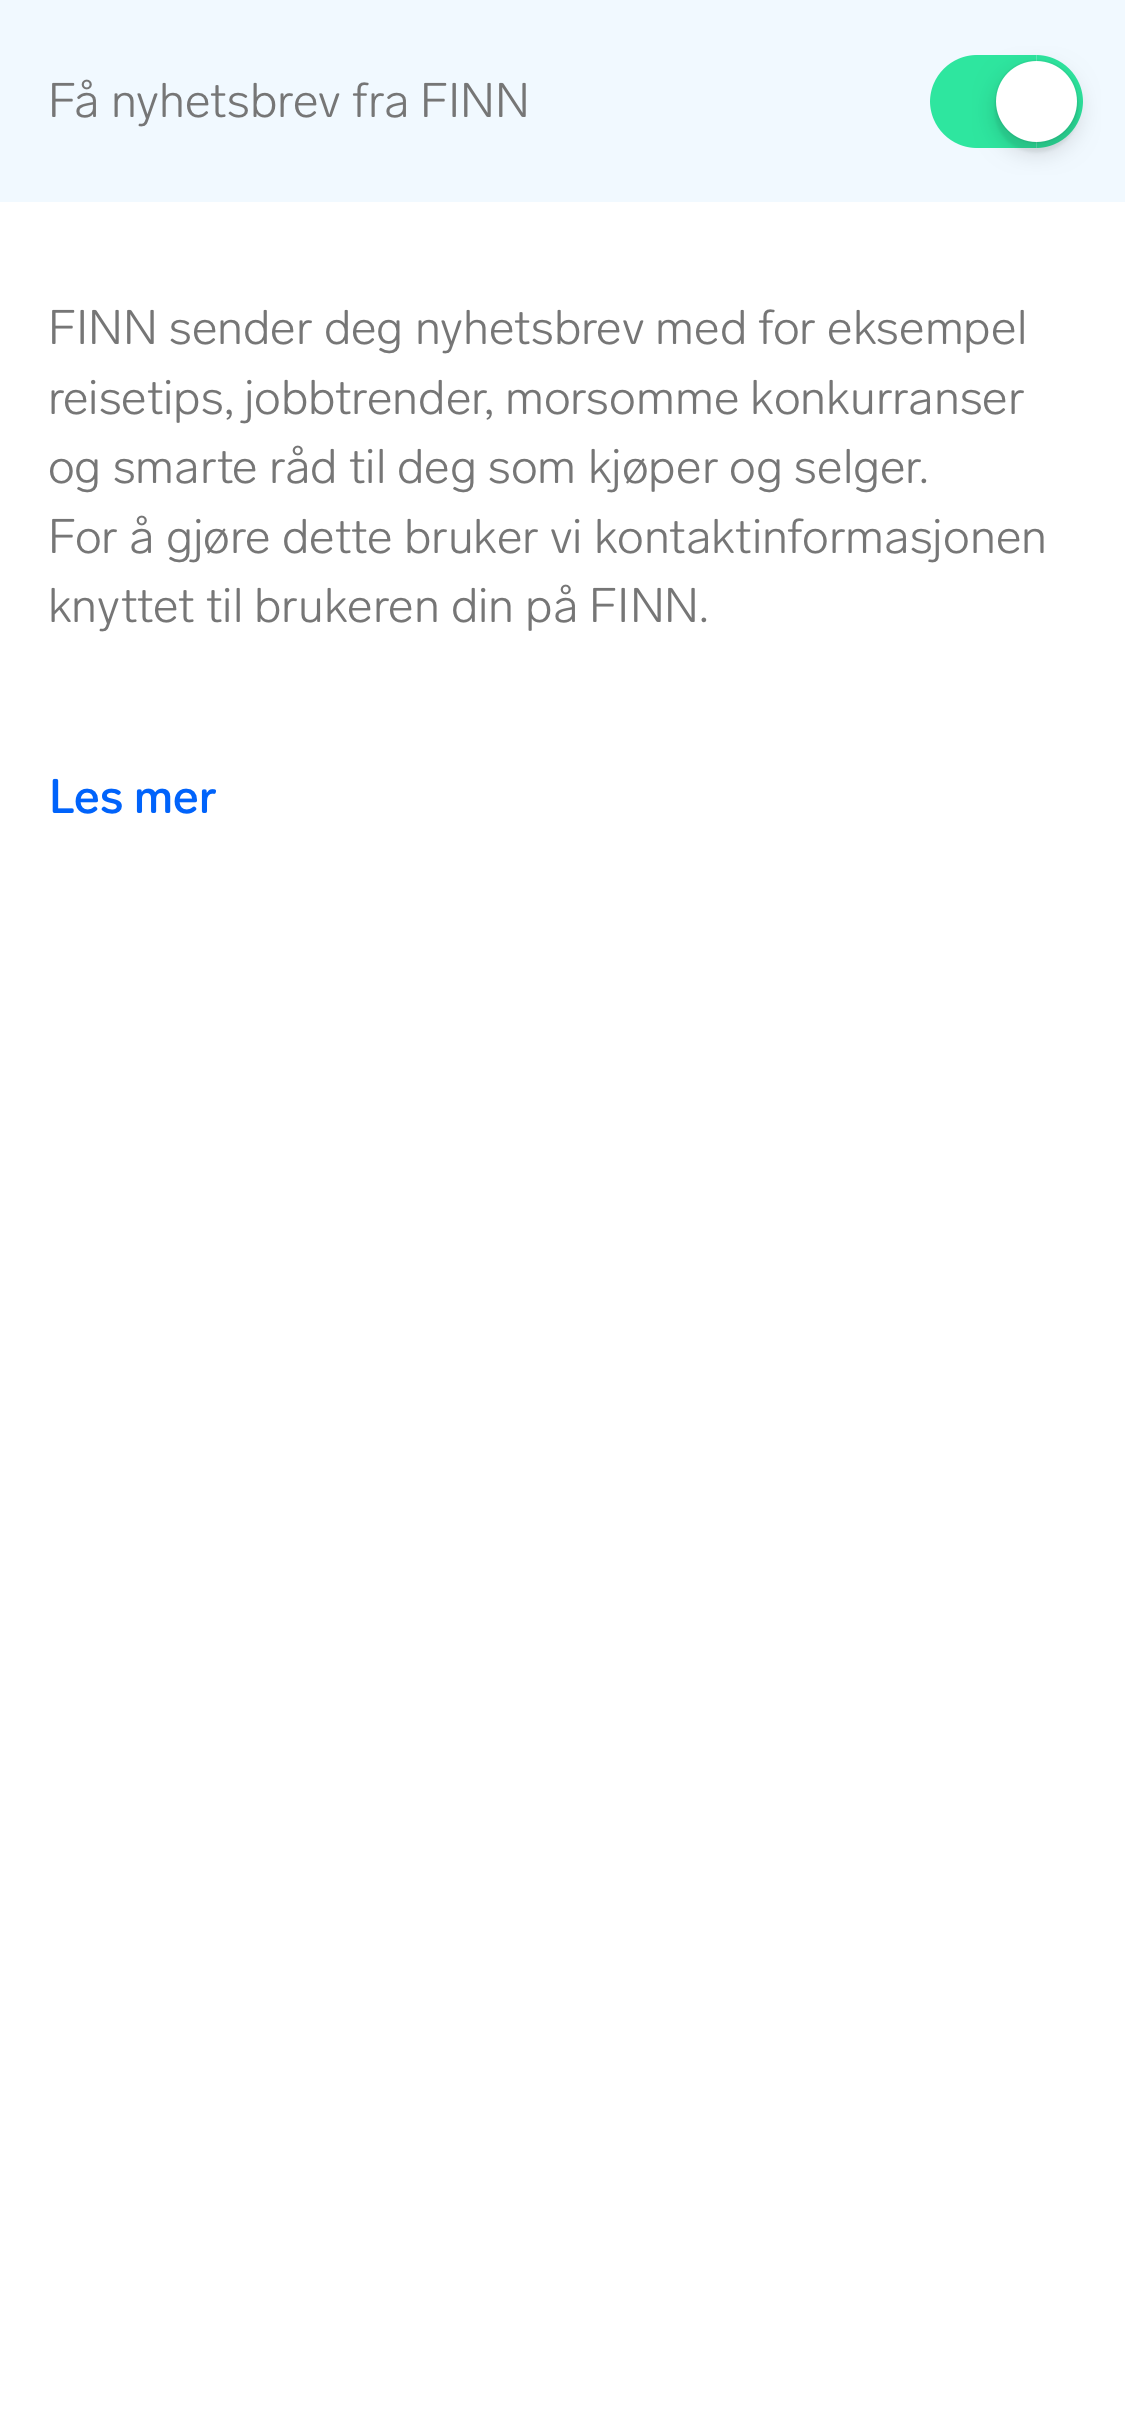 Få nyhetsbrev fra FINN
FINN sender deg nyhetsbrev med for eksempel
reisetips, jobbtrender, morsomme konkurranser
og smarte råd til deg som kjøper og selger.
For å gjøre dette bruker vi kontaktinformasjonen
knyttet til brukeren din på FINN.
Les mer